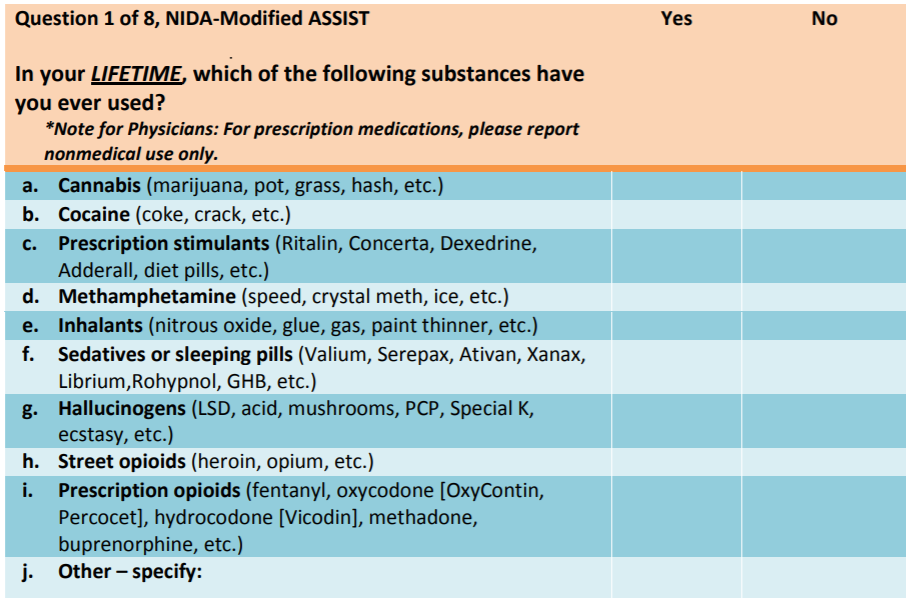 Question 1 of 8, NIDA-Modified ASSIST Yes No
In your LIFETIME, which of the following substances have
you ever used?
*Note for Physicians: For prescription medications, please report
nonmedical use only.
a. Cannabis (marijuana, pot, grass, hash, etc.)
b. Cocaine (coke, crack, etc.)
c. Prescription stimulants (Ritalin, Concerta, Dexedrine,
Adderall, diet pills, etc.)
d. Methamphetamine (speed, crystal meth, ice, etc.)
e. Inhalants (nitrous oxide, glue, gas, paint thinner, etc.)
f. Sedatives or sleeping pills (Valium, Serepax, Ativan, Xanax,
Librium,Rohypnol, GHB, etc.)
g. Hallucinogens (LSD, acid, mushrooms, PCP, Special K,
ecstasy, etc.)
h. Street opioids (heroin, opium, etc.)
i. Prescription opioids (fentanyl, oxycodone [OxyContin,
Percocet], hydrocodone [Vicodin], methadone,
buprenorphine, etc.)
j. Other – specify: